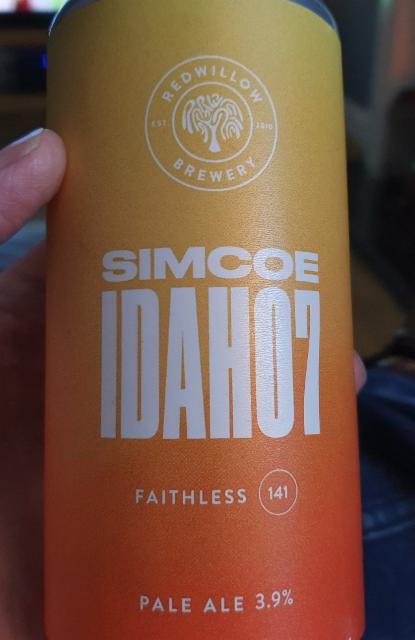 REDWILLOW
EST 2010
BREWERY
SIMCOE
IDAHO7
FAITHLESS 141
PALE ALE 3.9%